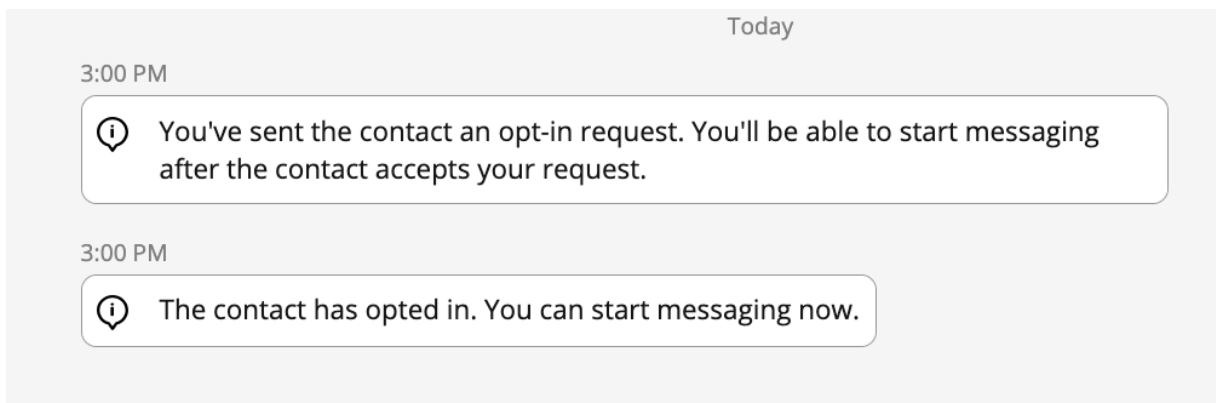 Today
3:00 PM
You've sent the contact an opt-in request. You'll be able to start messaging
after the contact accepts your request.
3:00 PM
The contact has opted in. You can start messaging now.